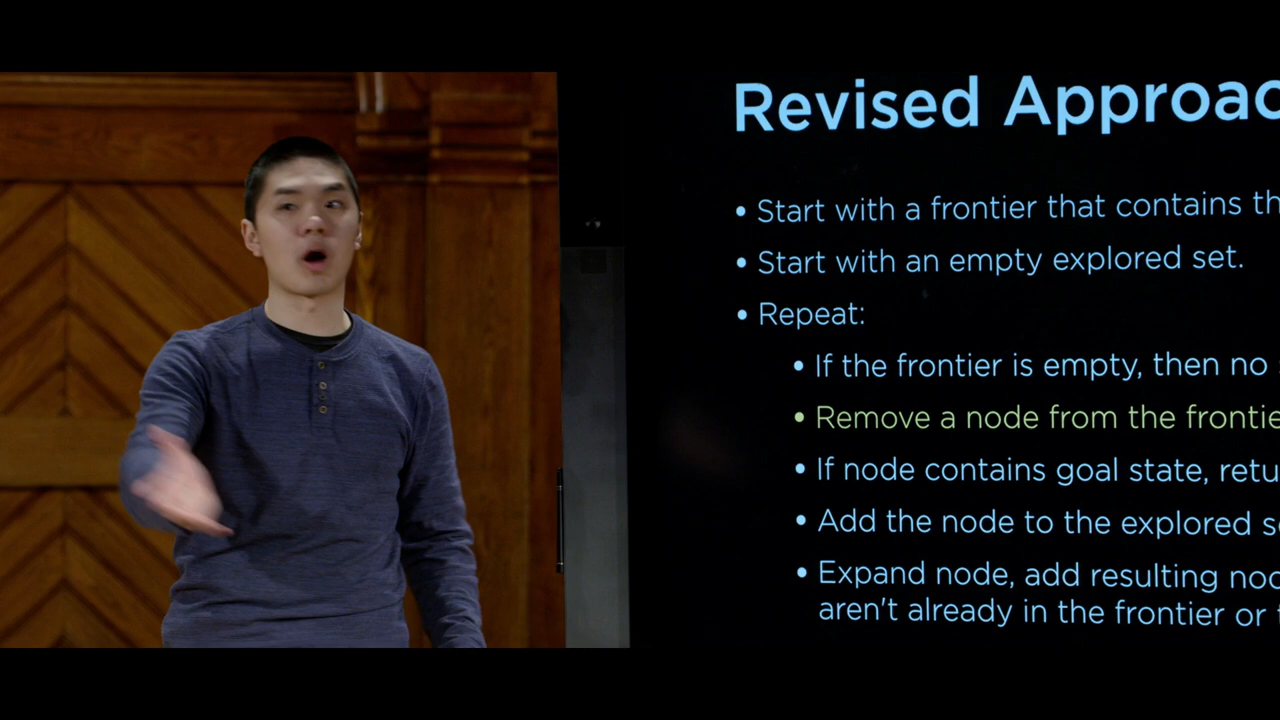 Revised Approac
• Start with a frontier that contains th
• Start with an empty explored set.
• Repeat:
• If the frontier is empty, then no
• Remove a node from the frontie
• If node contains goal state, retu
• Add the node to the explored s
• Expand node, add resulting nod
aren't already in the frontier or